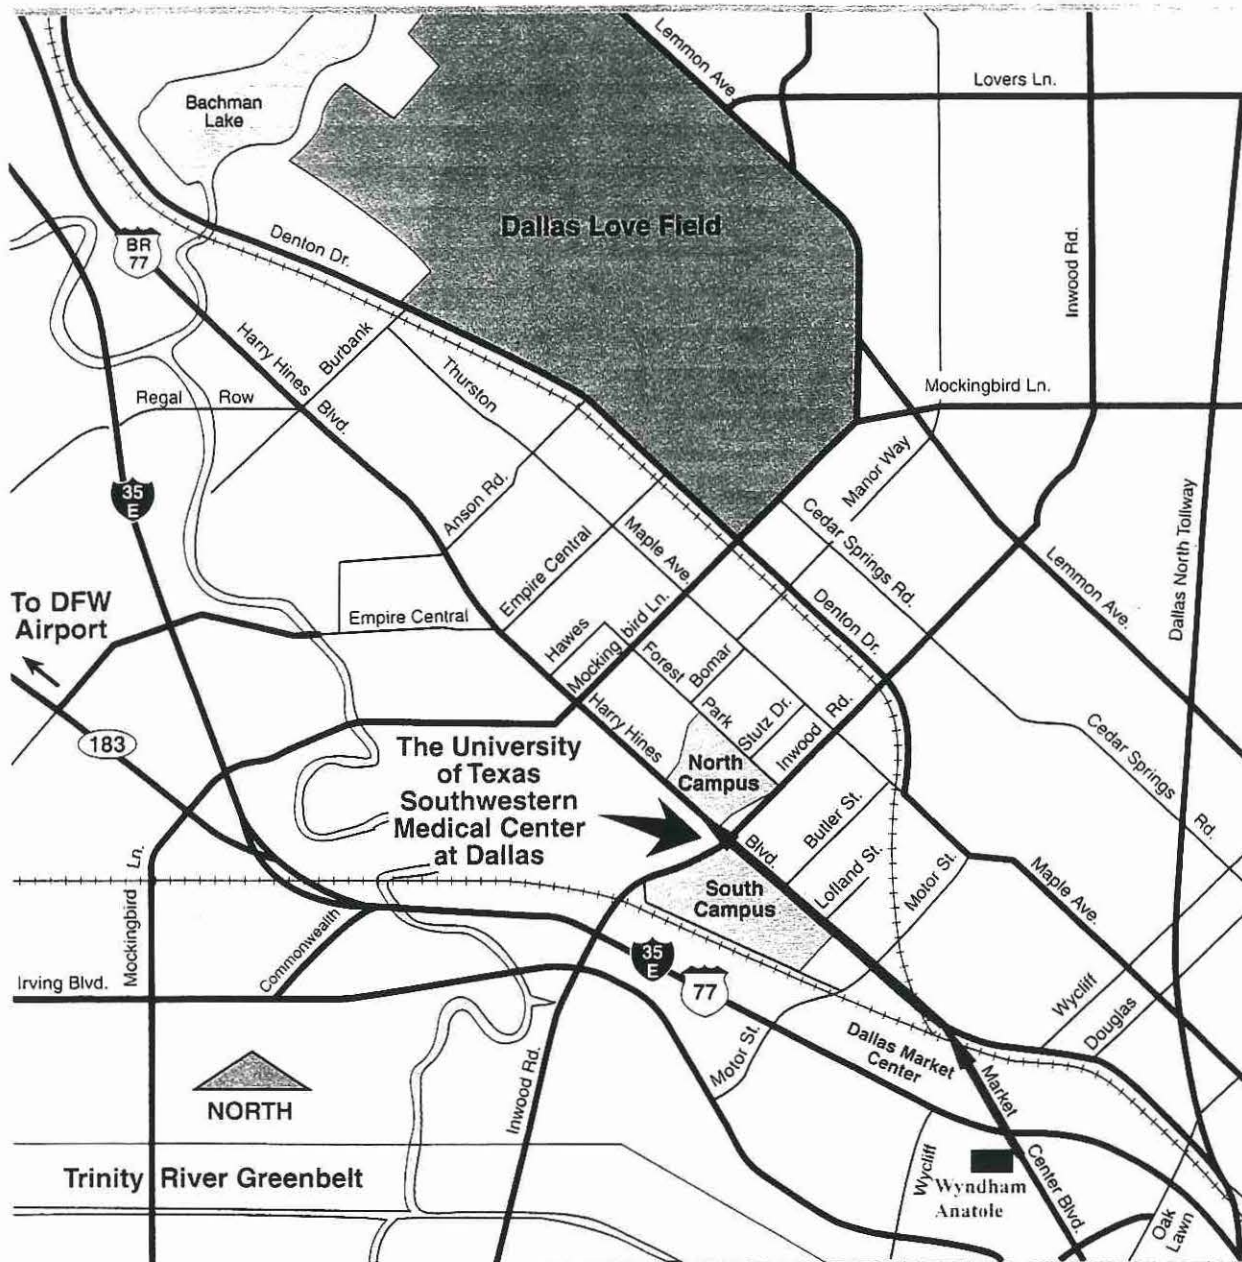 Lemmon Ave.
Lovers Ln.
Bachman
Lake
Dallas Love Field
Inwood Rd.
BR
77
Denton Dr.
Harry Hines
Blvd.
Burbank
Thurston
Regal Row
Mockingbird Ln.
Manor Way
Dallas North Tollway
35
E
Anson Rd.
Empire Central
Maple Ave.
Cedar Springs Rd.
Lemmon Ave.
To DFW
Airport
Empire Central
Hawes
Mockingbird Ln.
Forest
Park
Bomar
Denton Dr.
Stutz Dr.
Inwood Rd.
Harry Hines
Blvd.
Cedar Springs
Rd.
183
The University
of Texas
Southwestern
Medical Center
at Dallas
North
Campus
Butler St.
Lolland St.
Motor St.
Maple Ave.
South
Campus
Mockingbird Ln.
Commonwealth
Irving Blvd.
35
E
77
Wycliff
Douglas
Motor St.
Dallas Market
Center
Market
Center Blvd.
NORTH
Inwood Rd.
Trinity River Greenbelt
Wycliff
Wyndham
Anatole
Oak
Lawn